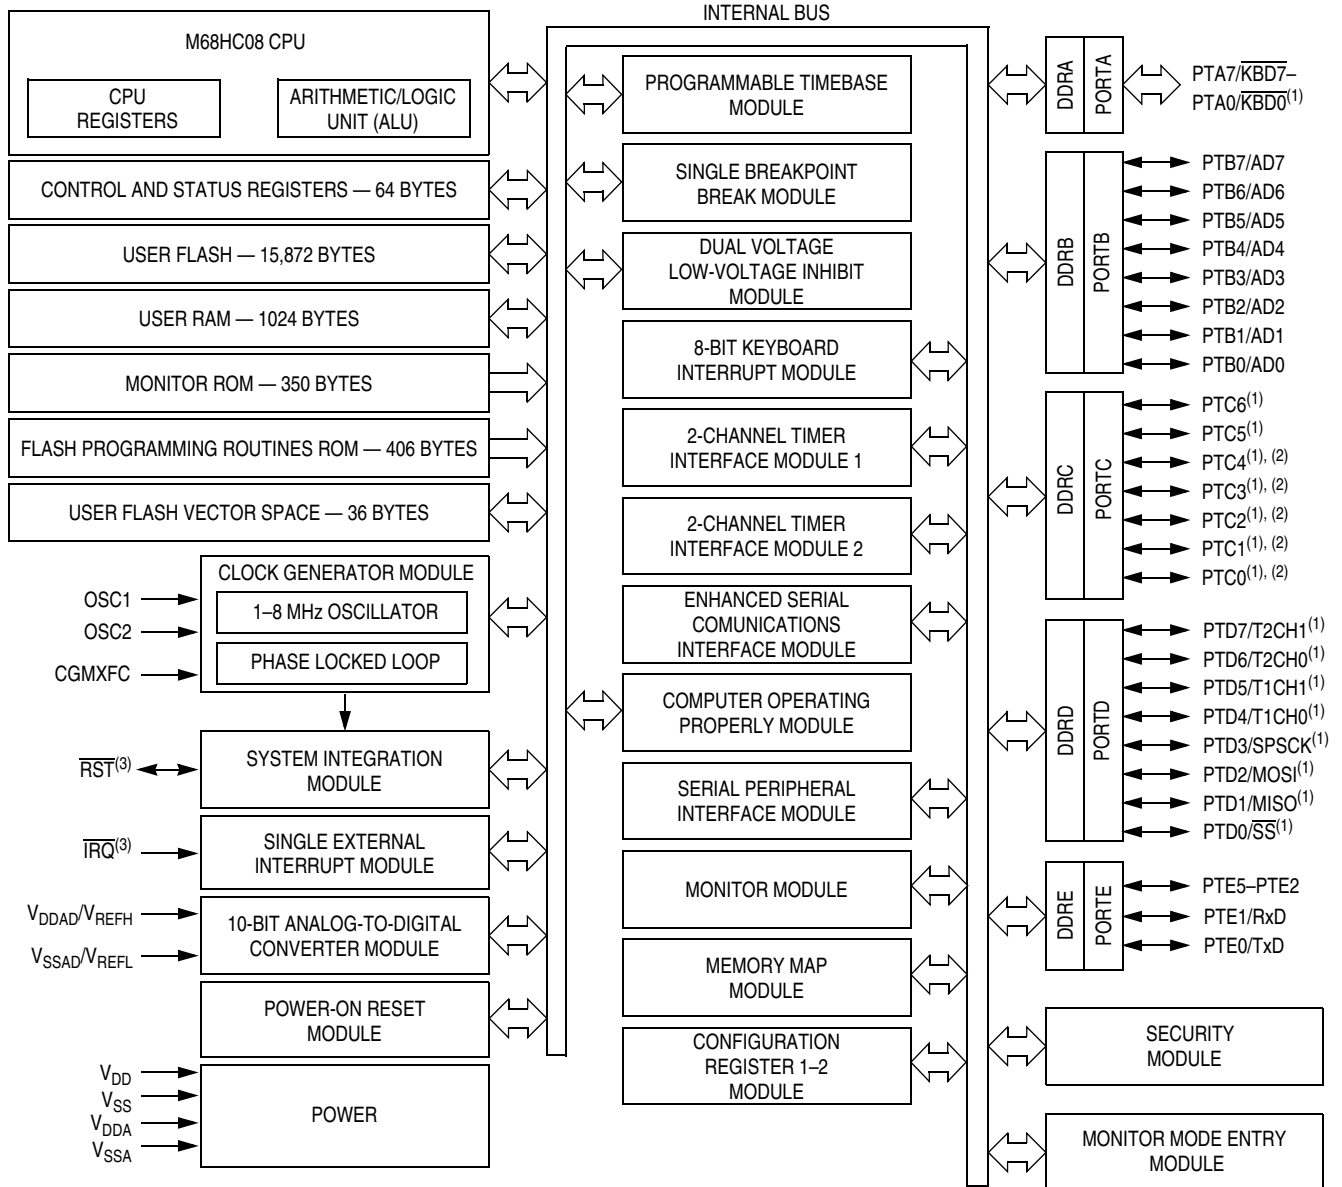 INTERNAL BUS
M68HC08 CPU
CPU
REGISTERS
ARITHMETIC/LOGIC
UNIT (ALU)
CONTROL AND STATUS REGISTERS — 64 BYTES
USER FLASH — 15,872 BYTES
USER RAM — 1024 BYTES
MONITOR ROM — 350 BYTES
FLASH PROGRAMMING ROUTINES ROM — 406 BYTES
USER FLASH VECTOR SPACE — 36 BYTES
CLOCK GENERATOR MODULE
1–8 MHz OSCILLATOR
PHASE LOCKED LOOP
OSC1
OSC2
CGMXFC
SYSTEM INTEGRATION
MODULE
RST(3)
SINGLE EXTERNAL
INTERRUPT MODULE
IRQ(3)
10-BIT ANALOG-TO-DIGITAL
CONVERTER MODULE
VDDAD/VREFH
VSSAD/VREFL
POWER-ON RESET
MODULE
POWER
VDD
VSS
VDDA
VSSA
PROGRAMMABLE TIMEBASE
MODULE
SINGLE BREAKPOINT
BREAK MODULE
DUAL VOLTAGE
LOW-VOLTAGE INHIBIT
MODULE
8-BIT KEYBOARD
INTERRUPT MODULE
2-CHANNEL TIMER
INTERFACE MODULE 1
2-CHANNEL TIMER
INTERFACE MODULE 2
ENHANCED SERIAL
COMUNICATIONS
INTERFACE MODULE
COMPUTER OPERATING
PROPERLY MODULE
SERIAL PERIPHERAL
INTERFACE MODULE
MONITOR MODULE
MEMORY MAP
MODULE
CONFIGURATION
REGISTER 1–2
MODULE
DDRA
PORTA
PTA7/KBD7–
PTA0/KBD0(1)
DDRB
PORTB
PTB7/AD7
PTB6/AD6
PTB5/AD5
PTB4/AD4
PTB3/AD3
PTB2/AD2
PTB1/AD1
PTB0/AD0
DDRC
PORTC
PTC6(1)
PTC5(1)
PTC4(1), (2)
PTC3(1), (2)
PTC2(1), (2)
PTC1(1), (2)
PTC0(1), (2)
DDRD
PORTD
PTD7/T2CH1(1)
PTD6/T2CH0(1)
PTD5/T1CH1(1)
PTD4/T1CH0(1)
PTD3/SPSCK(1)
PTD2/MOSI(1)
PTD1/MISO(1)
PTD0/SS(1)
DDRE
PORTE
PTE5–PTE2
PTE1/RxD
PTE0/TxD
SECURITY
MODULE
MONITOR MODE ENTRY
MODULE